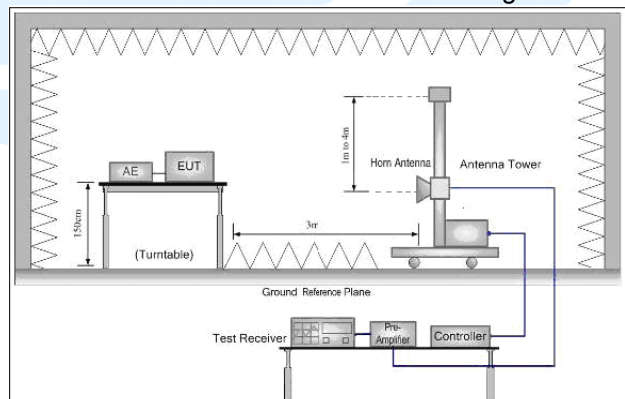 AE
EUT
150cm
(Turntable)
3m
1m to 4m
Horn Antenna
Antenna Tower
Ground Reference Plane
Test Receiver
Pre-
Amplifier
Controller